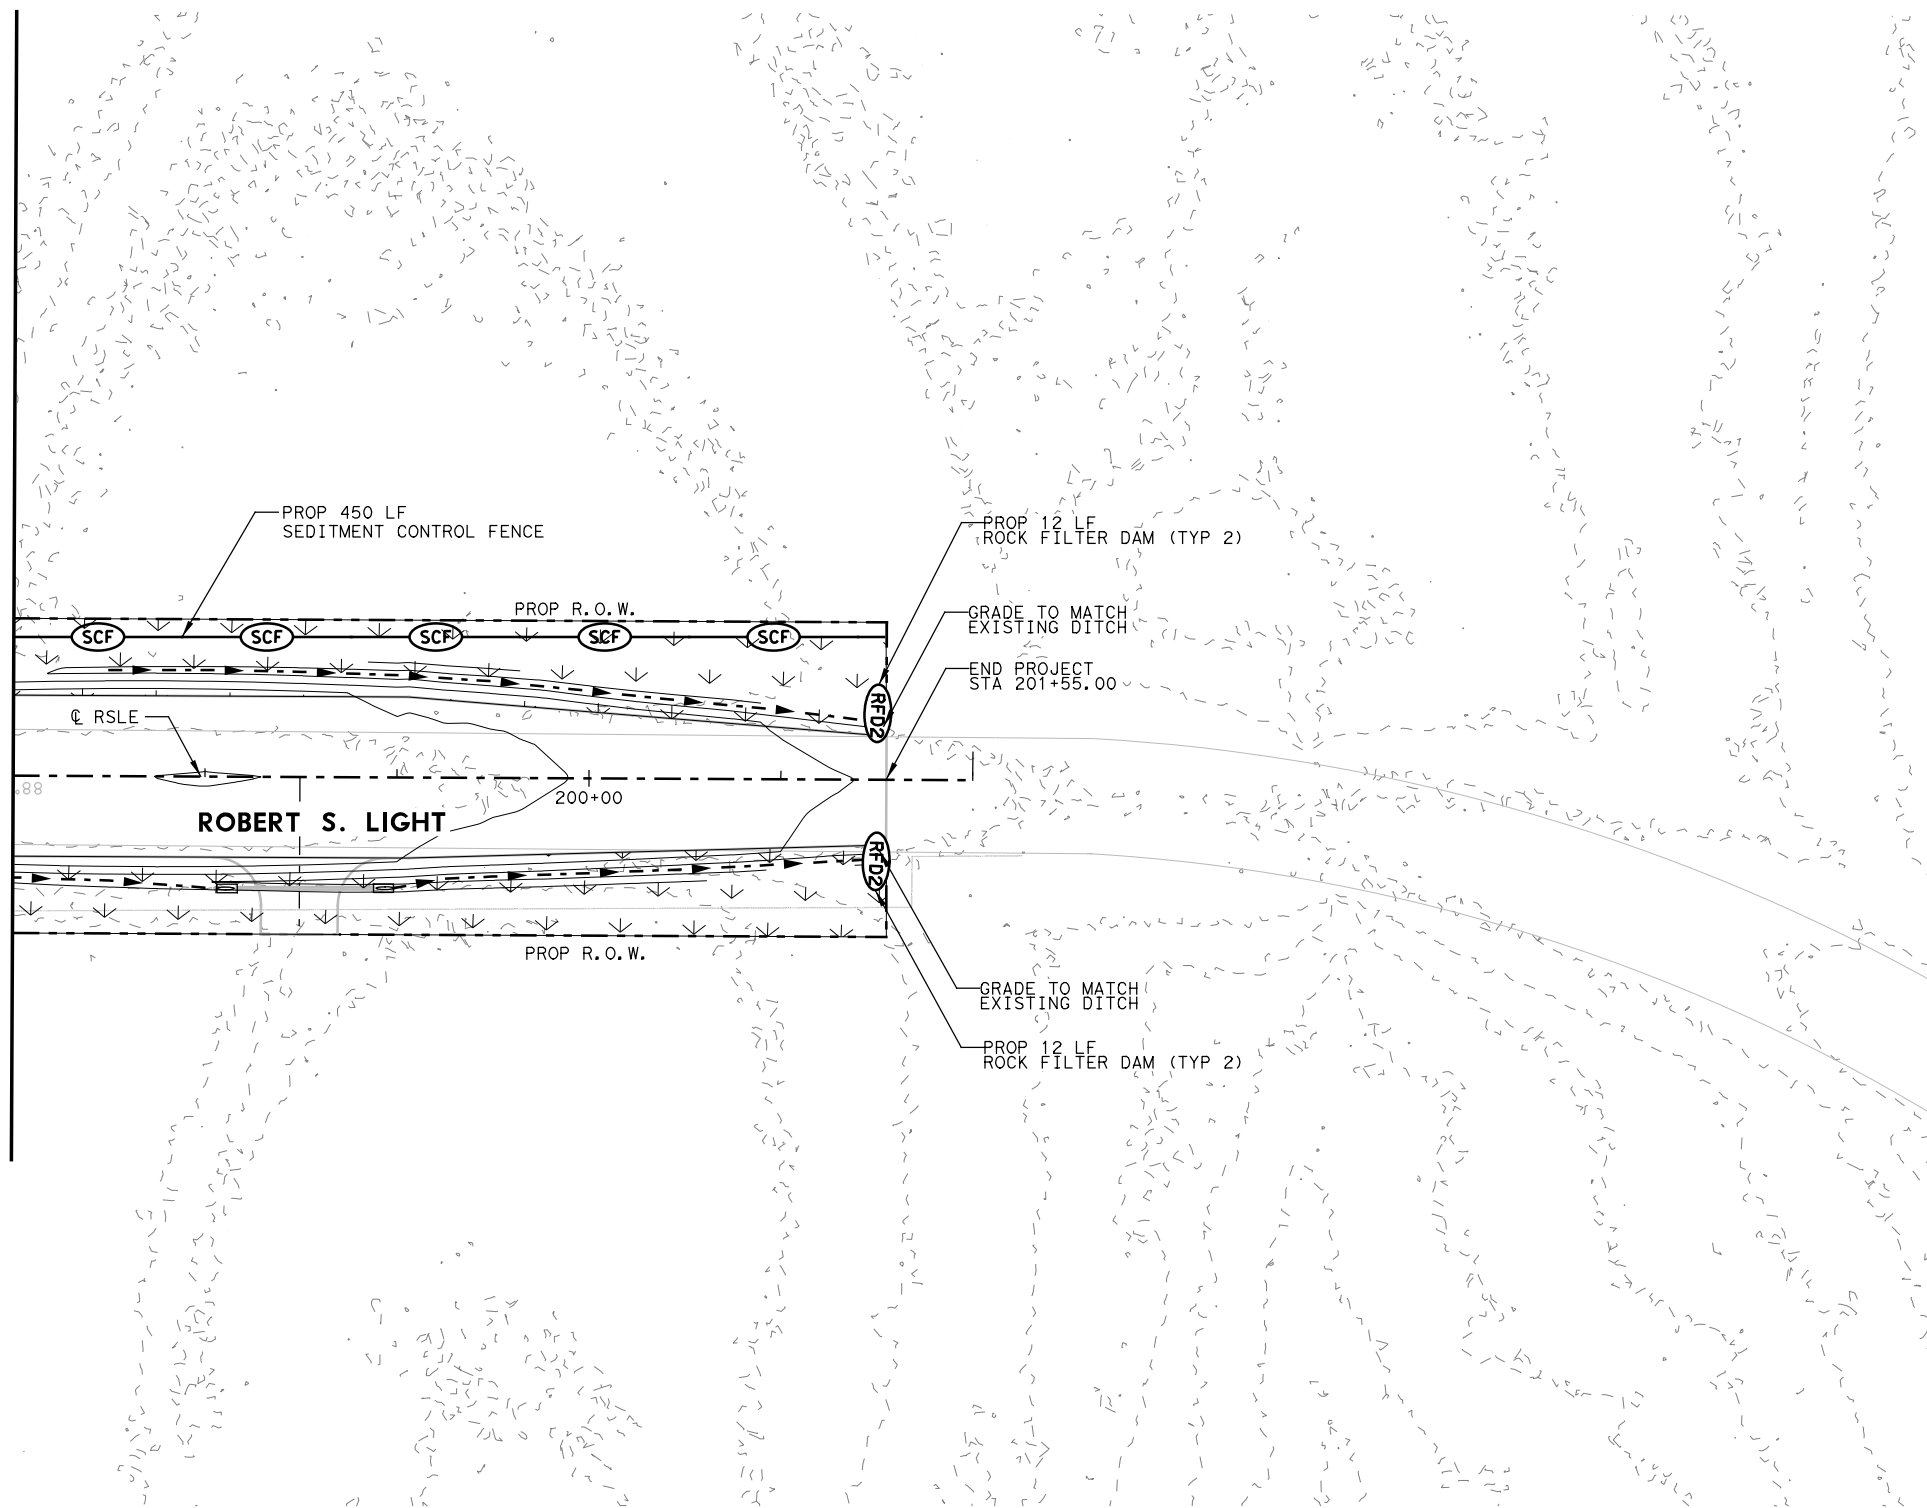 PROP 450 LF
SEDITMENT CONTROL FENCE
PROP 12 LF
ROCK FILTER DAM (TYP 2)
PROP R.O.W.
GRADE TO MATCH
EXISTING DITCH
SCF
SCF
SCF
SCF
SCF
END PROJECT
STA 201+55.00
RFD2
℄ RSLE
88
200+00
ROBERT S. LIGHT
RFD2
PROP R.O.W.
GRADE TO MATCH
EXISTING DITCH
PROP 12 LF
ROCK FILTER DAM (TYP 2)